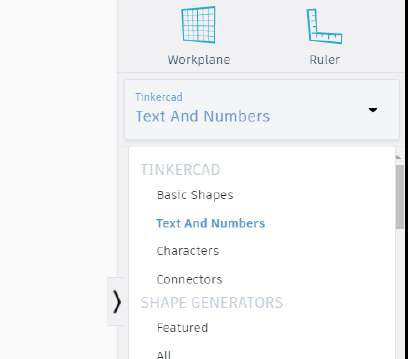 Workplane Ruler
Tinkercad
Text And Numbers
TINKERCAD
Basic Shapes
Text And Numbers
Characters
Connectors
SHAPE GENERATORS
Featured
All